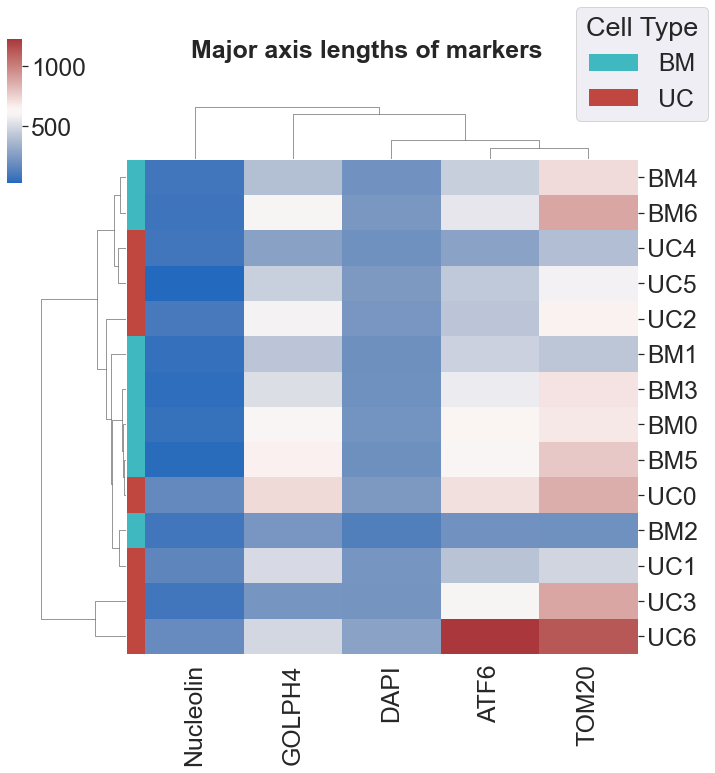 Major axis lengths of markers
Cell Type
BM
UC
1000
500
BM4
BM6
UC4
UC5
UC2
BM1
BM3
BM0
BM5
UC0
BM2
UC1
UC3
UC6
Nucleolin
GOLPH4
DAPI
ATF6
TOM20